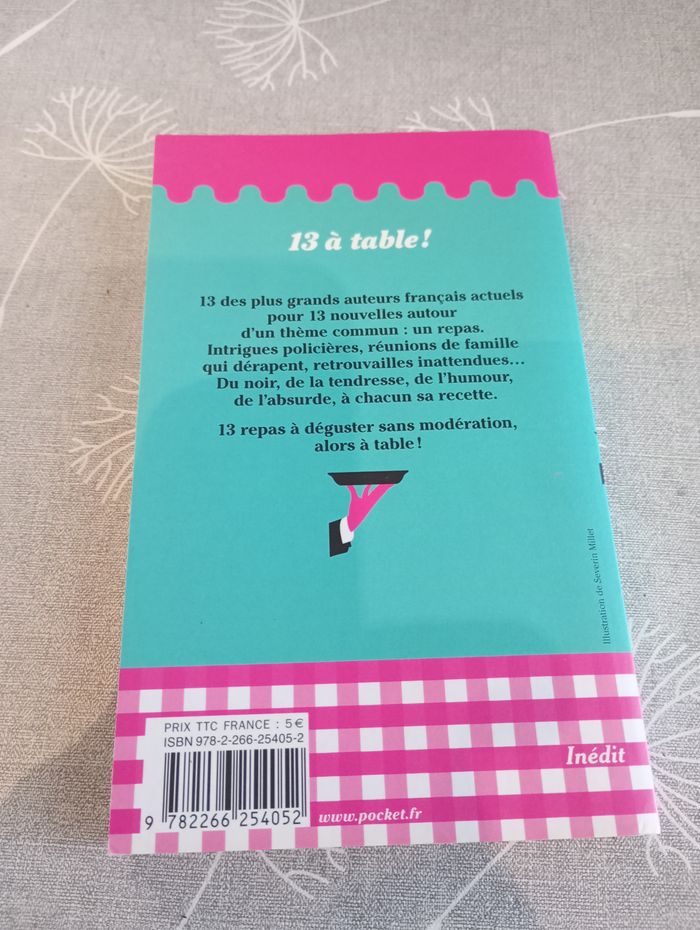 13 à table !
13 des plus grands auteurs français actuels
pour 13 nouvelles autour
d'un thème commun : un repas.
Intrigues policières, réunions de famille
qui dérapent, retrouvailles inattendues...
Du noir, de la tendresse, de l'humour,
de l'absurde, à chacun sa recette.
13 repas à déguster sans modération,
alors à table !
Illustration de Severin Millet
PRIX TTC FRANCE : 5 €
ISBN 978-2-266-25405-2
9 782266 254052
Inédit
www.pocket.fr